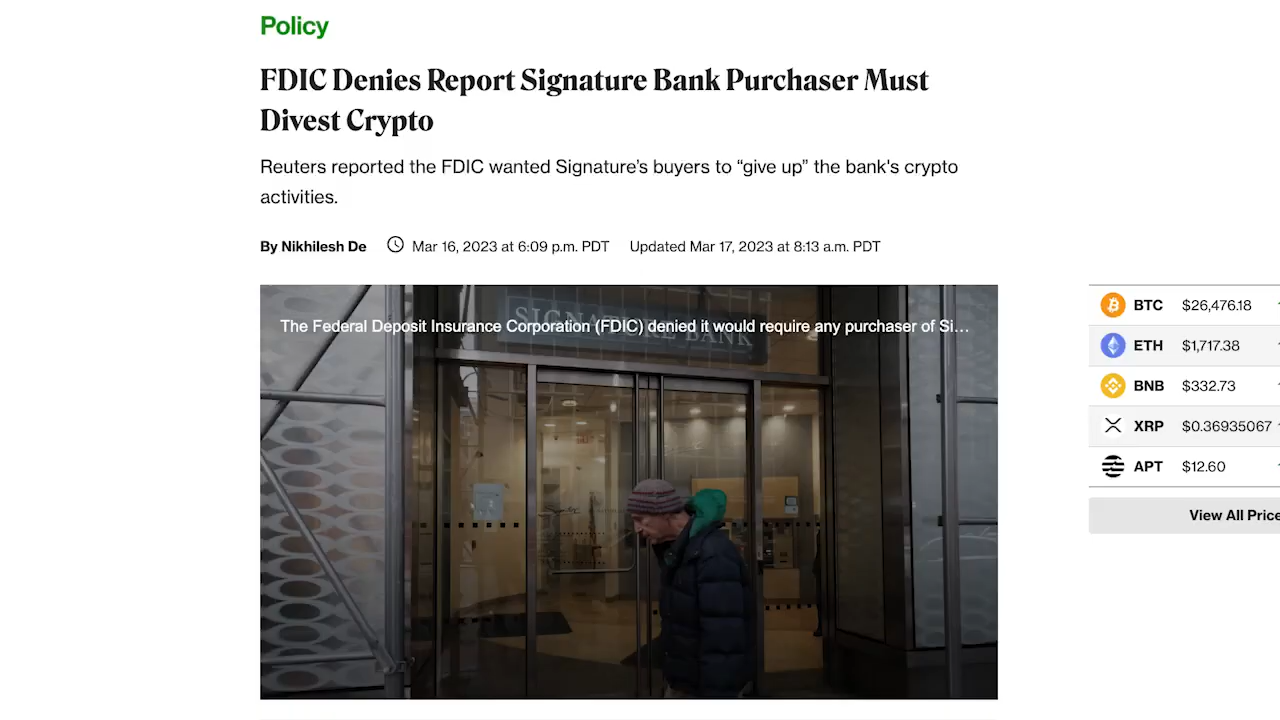 Policy
FDIC Denies Report Signature Bank Purchaser Must
Divest Crypto
Reuters reported the FDIC wanted Signature’s buyers to “give up” the bank's crypto
activities.
By Nikhilesh De Mar 16, 2023 at 6:09 p.m. PDT Updated Mar 17, 2023 at 8:13 a.m. PDT
SIGNATURE BANK
The Federal Deposit Insurance Corporation (FDIC) denied it would require any purchaser of Si…
BTC $26,476.18
ETH $1,717.38
BNB $332.73
XRP $0.36935067
APT $12.60
View All Price